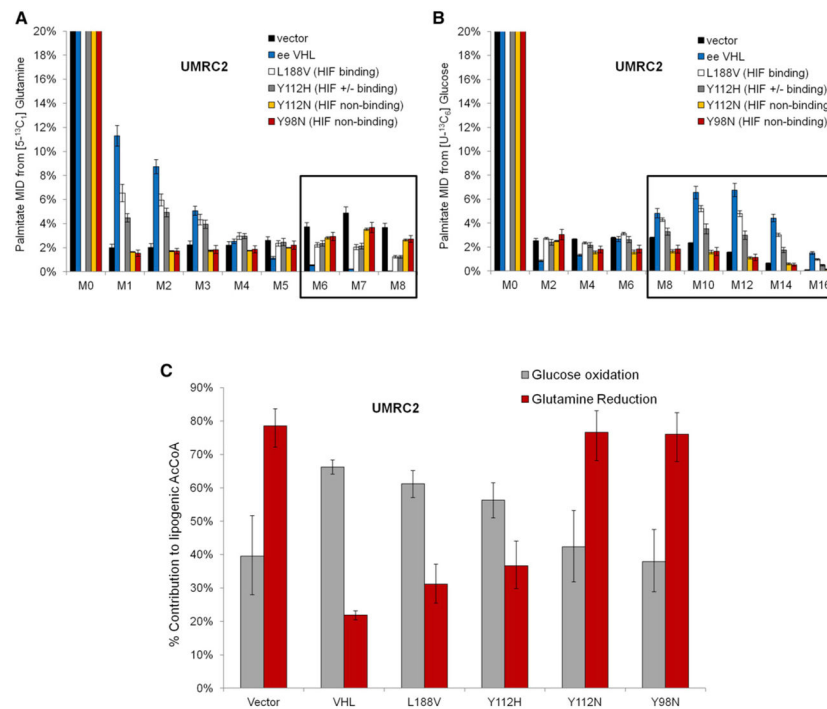 A
20%
18%
16%
14%
12%
10%
8%
6%
4%
2%
0%
Palmitate MID from [5-¹³C₁] Glutamine
UMRC2
vector
ee VHL
L188V (HIF binding)
Y112H (HIF +/- binding)
Y112N (HIF non-binding)
Y98N (HIF non-binding)
M0 M1 M2 M3 M4 M5 M6 M7 M8
B
20%
18%
16%
14%
12%
10%
8%
6%
4%
2%
0%
Palmitate MID from [U-¹³C₆] Glucose
UMRC2
vector
ee VHL
L188V (HIF binding)
Y112H (HIF +/- binding)
Y112N (HIF non-binding)
Y98N (HIF non-binding)
M0 M2 M4 M6 M8 M10 M12 M14 M16
C
90%
80%
70%
60%
50%
40%
30%
20%
10%
0%
% Contribution to lipogenic AcCoA
UMRC2
Glucose oxidation
Glutamine Reduction
Vector VHL L188V Y112H Y112N Y98N